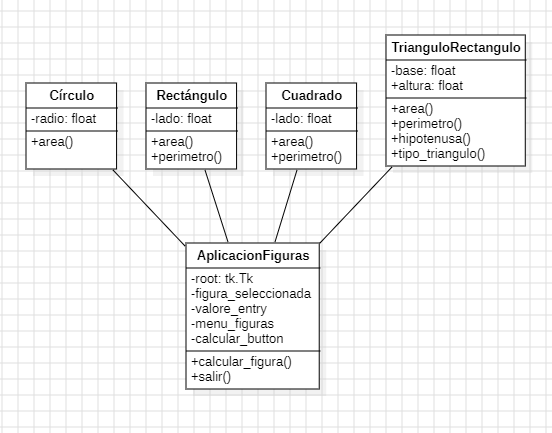 Círculo
-radio: float
+area()
Rectángulo
-lado: float
+area()
+perimetro()
Cuadrado
-lado: float
+area()
+perimetro()
TrianguloRectangulo
-base: float
+altura: float
+area()
+perimetro()
+hipotenusa()
+tipo_triangulo()
AplicacionFiguras
-root: tk.Tk
-figura_seleccionada
-valore_entry
-menu_figuras
-calcular_button
+calcular_figura()
+salir()